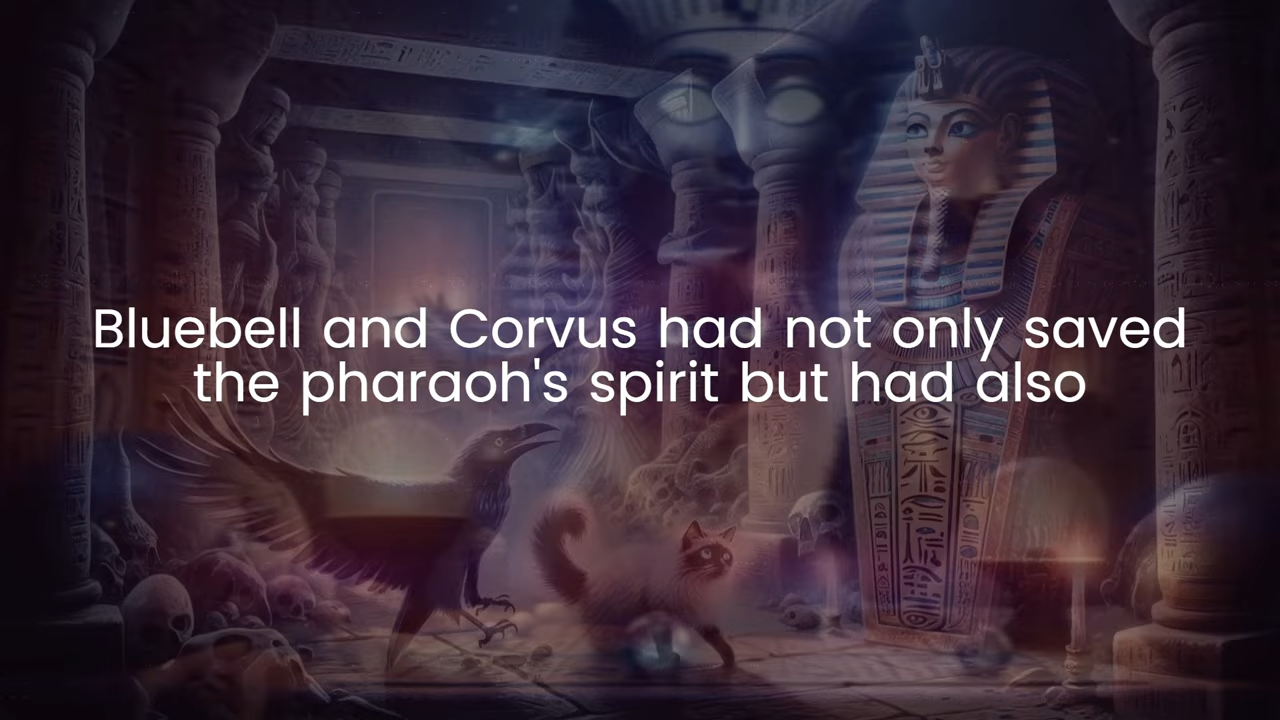 Bluebell and Corvus had not only saved
the pharaoh's spirit but had also